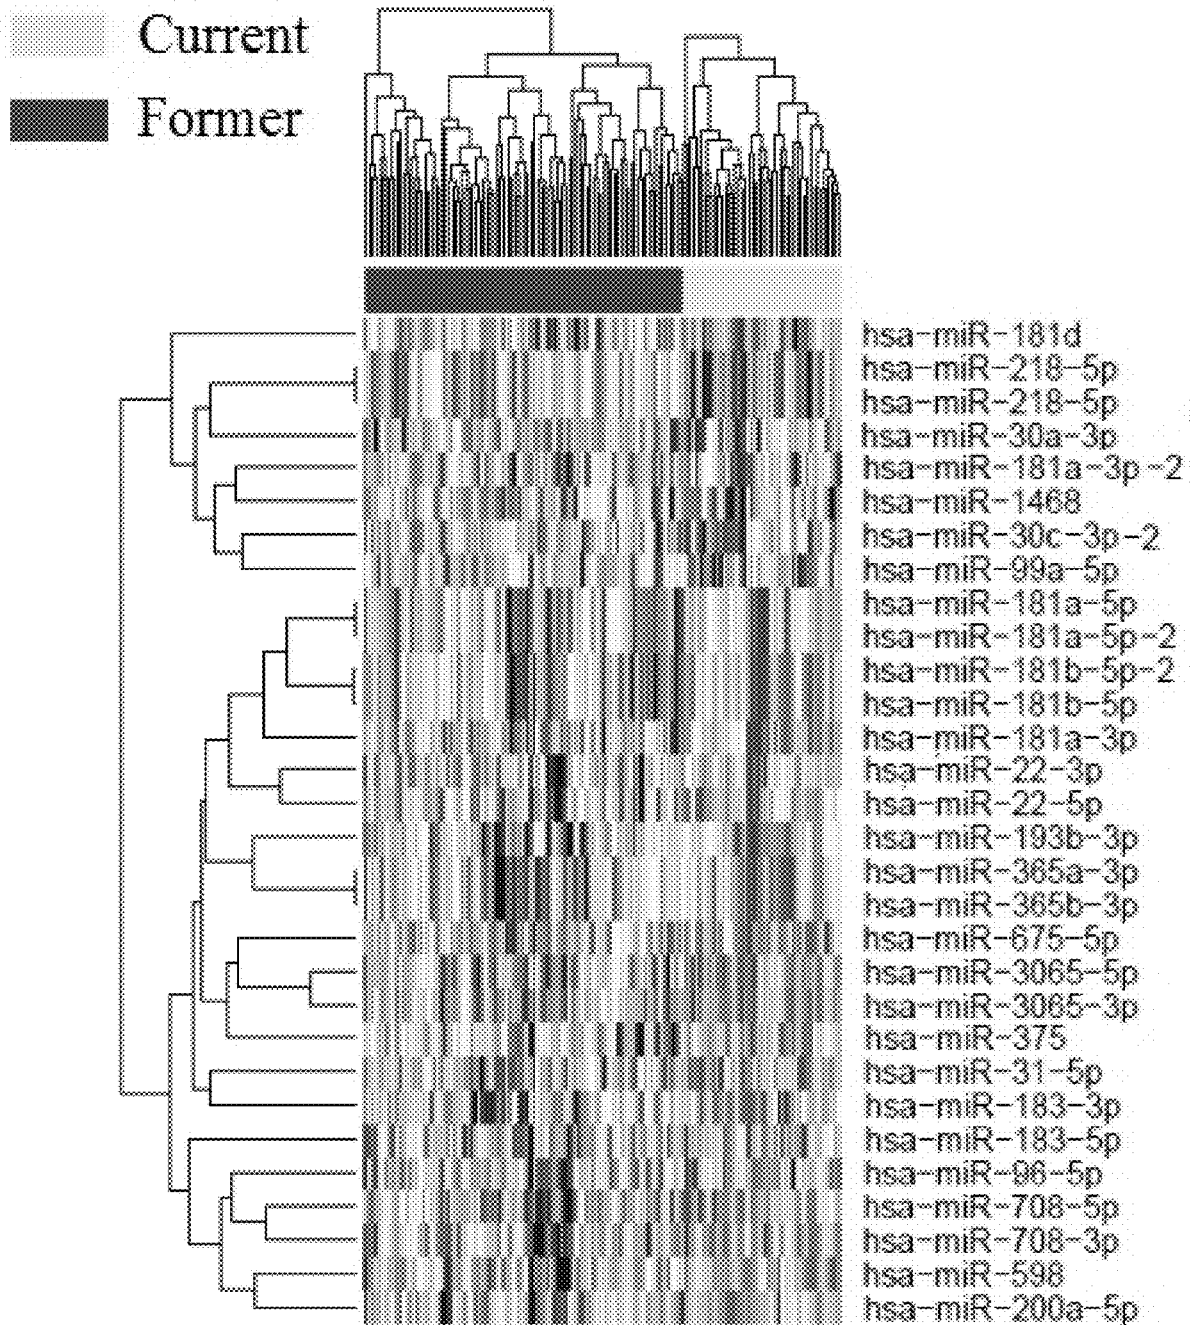 Current
Former
hsa-miR-181d
hsa-miR-218-5p
hsa-miR-218-5p
hsa-miR-30a-3p
hsa-miR-181a-3p-2
hsa-miR-1468
hsa-miR-30c-3p-2
hsa-miR-99a-5p
hsa-miR-181a-5p
hsa-miR-181a-5p-2
hsa-miR-181b-5p-2
hsa-miR-181b-5p
hsa-miR-181a-3p
hsa-miR-22-3p
hsa-miR-22-5p
hsa-miR-193b-3p
hsa-miR-365a-3p
hsa-miR-365b-3p
hsa-miR-675-5p
hsa-miR-3065-5p
hsa-miR-3065-3p
hsa-miR-375
hsa-miR-31-5p
hsa-miR-183-3p
hsa-miR-183-5p
hsa-miR-96-5p
hsa-miR-708-5p
hsa-miR-708-3p
hsa-miR-598
hsa-miR-200a-5p